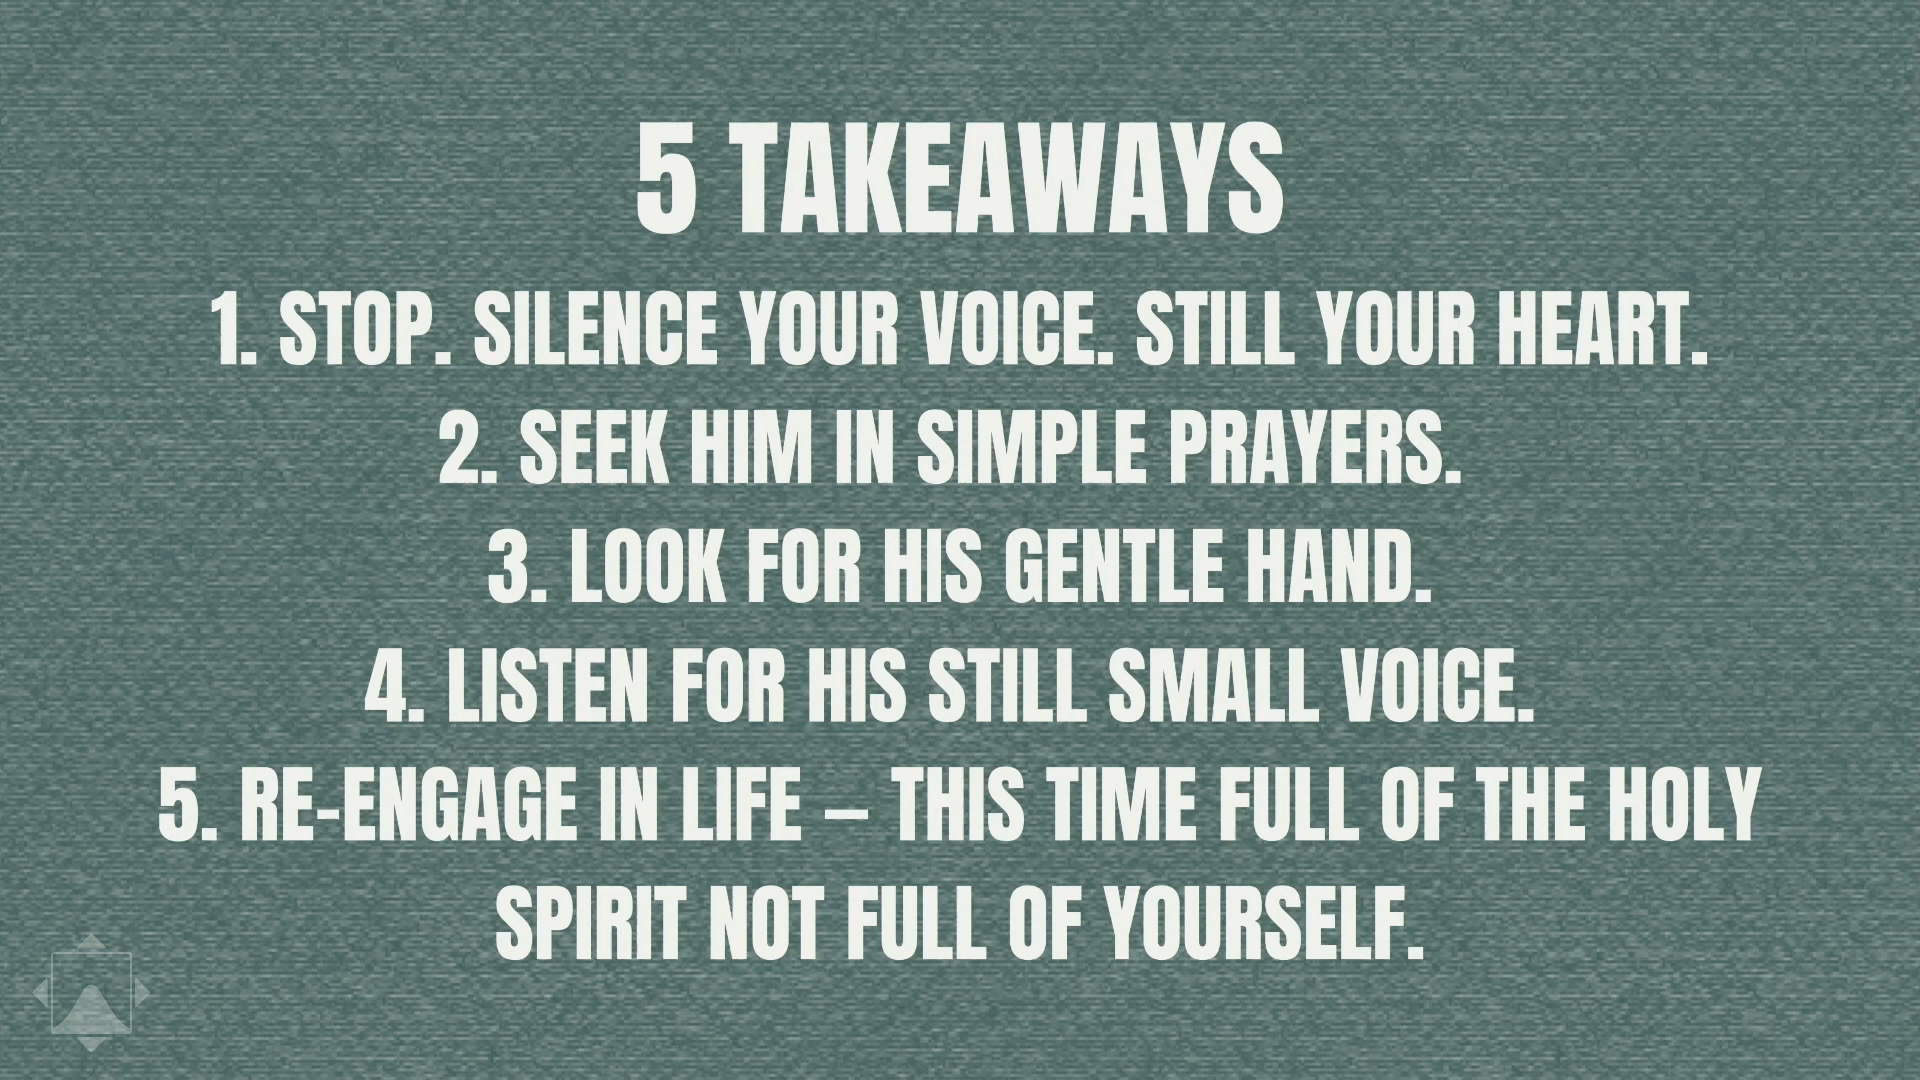 5 TAKEAWAYS
1. STOP. SILENCE YOUR VOICE. STILL YOUR HEART.
2. SEEK HIM IN SIMPLE PRAYERS.
3. LOOK FOR HIS GENTLE HAND.
4. LISTEN FOR HIS STILL SMALL VOICE.
5. RE-ENGAGE IN LIFE – THIS TIME FULL OF THE HOLY
SPIRIT NOT FULL OF YOURSELF.